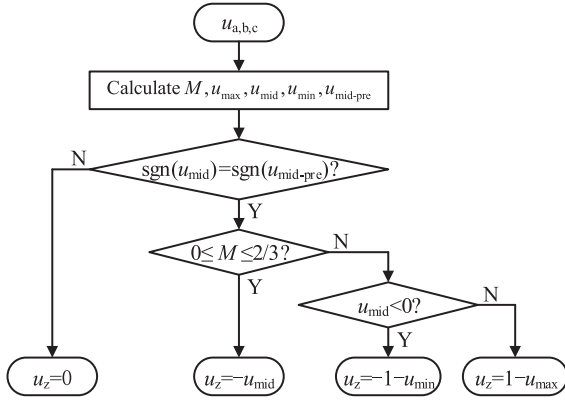 u_a,b,c
Calculate M, u_max, u_mid, u_min, u_mid-pre
N
sgn(u_mid)=sgn(u_mid-pre)?
Y
0≤ M ≤2/3?
N
Y
u_mid<0?
N
Y
u_z=0
u_z=−u_mid
u_z=−1−u_min
u_z=1−u_max